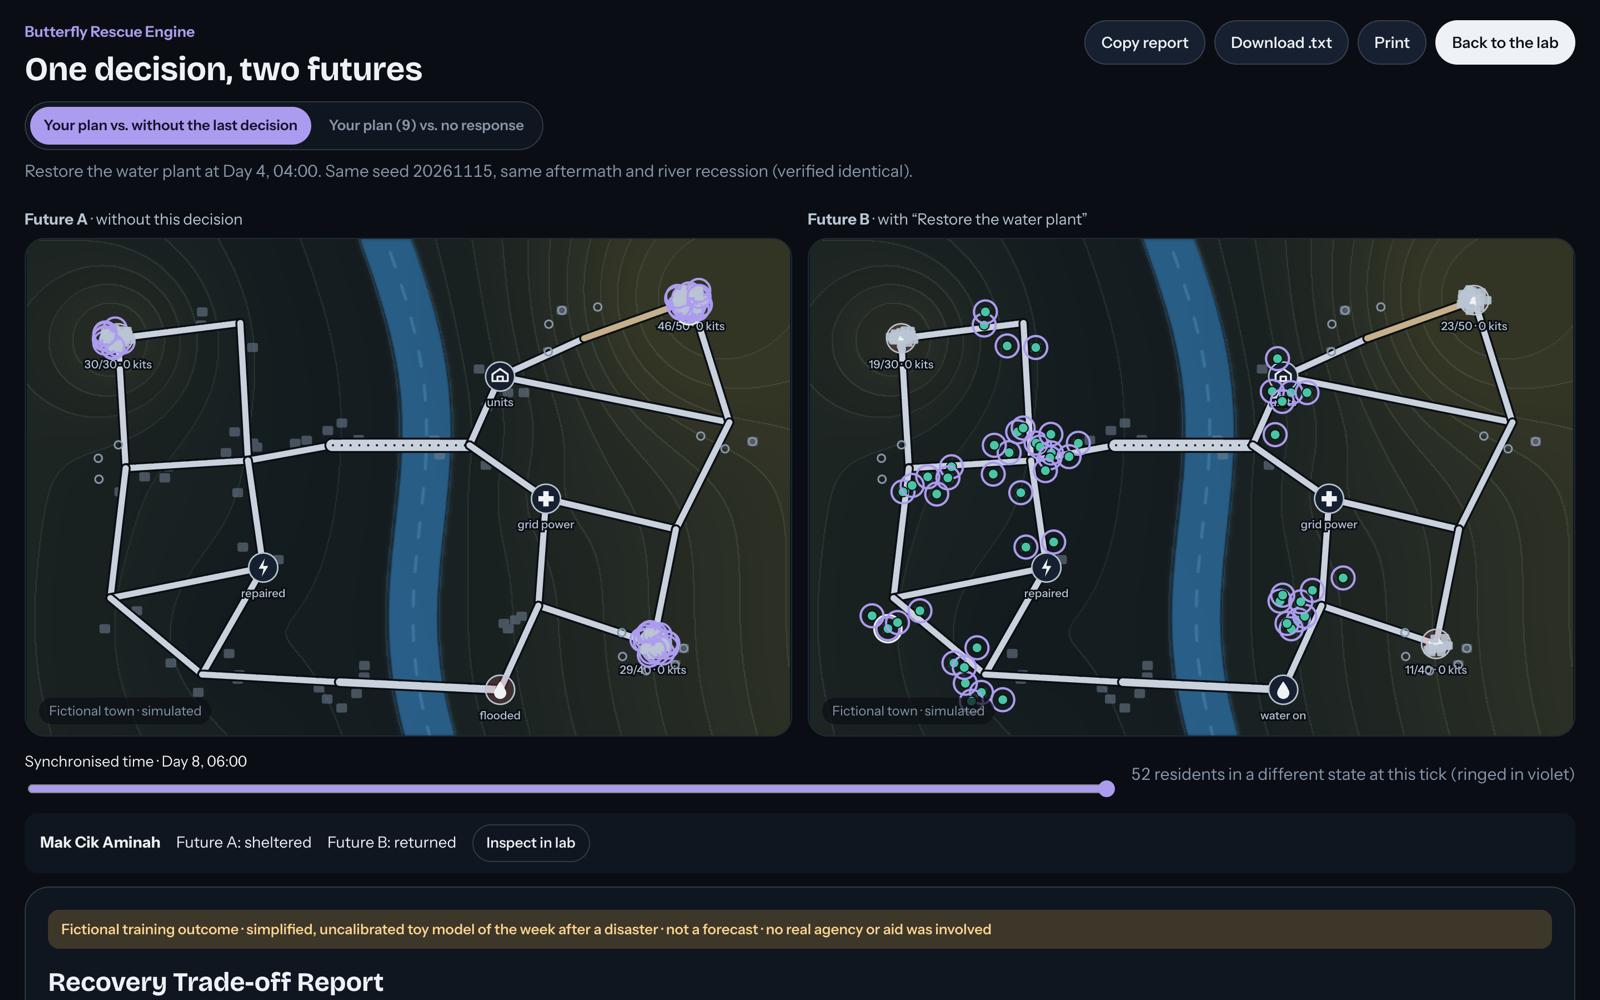 Butterfly Rescue Engine
One decision, two futures
Copy report
Download .txt
Print
Back to the lab
Your plan vs. without the last decision
Your plan (9) vs. no response
Restore the water plant at Day 4, 04:00. Same seed 20261115, same aftermath and river recession (verified identical).
Future A · without this decision
30/30 · 0 kits
46/50 · 0 kits
units
grid power
repaired
29/40 · 0 kits
flooded
Fictional town · simulated
Future B · with “Restore the water plant”
19/30 · 0 kits
23/50 · 0 kits
grid power
repaired
11/40 · 0 kits
water on
Fictional town · simulated
Synchronised time · Day 8, 06:00
52 residents in a different state at this tick (ringed in violet)
Mak Cik Aminah
Future A: sheltered
Future B: returned
Inspect in lab
Fictional training outcome · simplified, uncalibrated toy model of the week after a disaster · not a forecast · no real agency or aid was involved
Recovery Trade-off Report